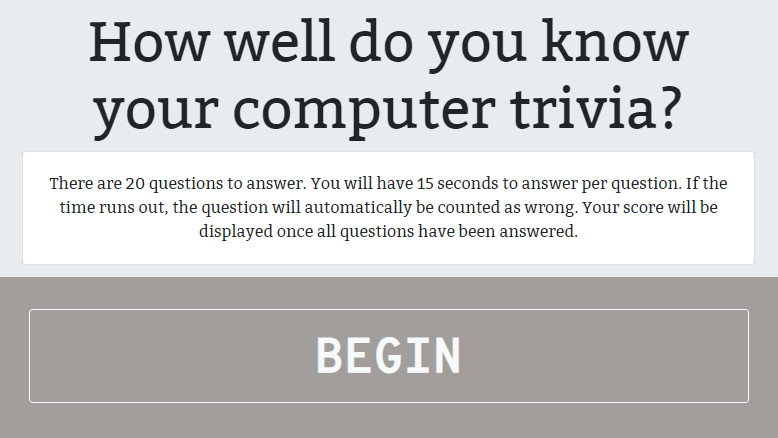 How well do you know
your computer trivia?
There are 20 questions to answer. You will have 15 seconds to answer per question. If the
time runs out, the question will automatically be counted as wrong. Your score will be
displayed once all questions have been answered.
BEGIN